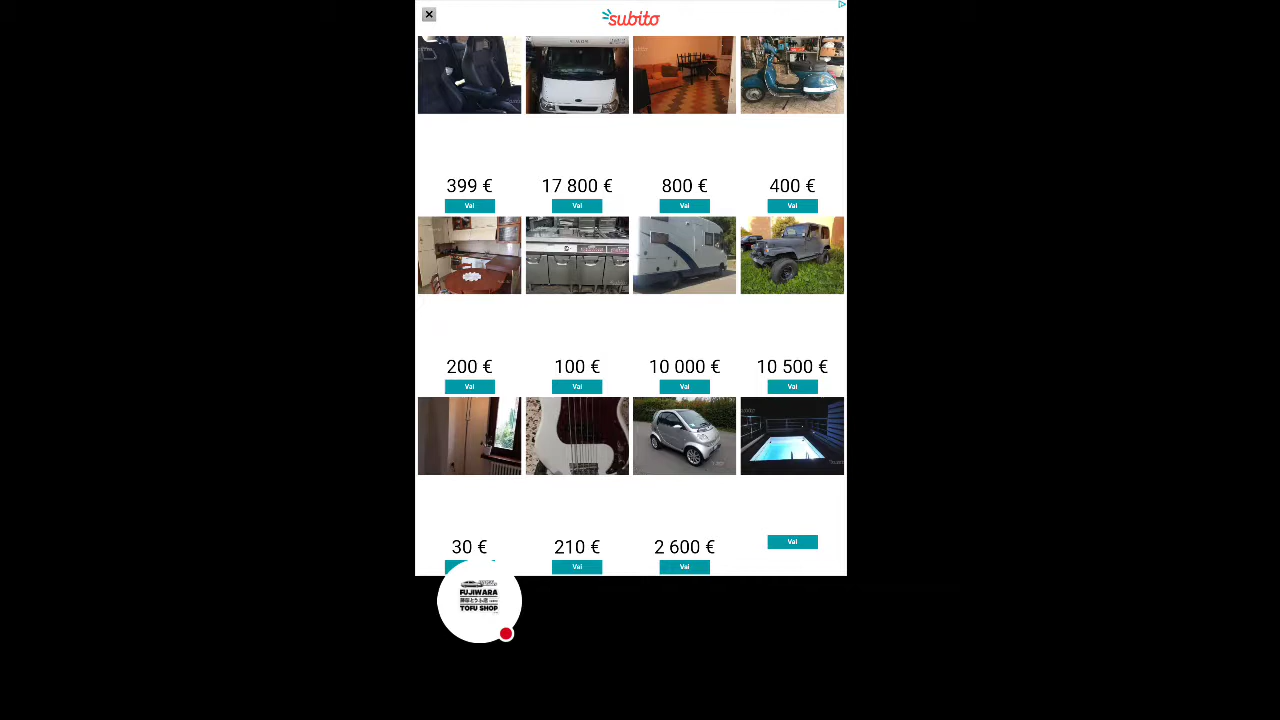 subito
399 €
17 800 €
800 €
400 €
Vai
Vai
Vai
Vai
200 €
100 €
10 000 €
10 500 €
Vai
Vai
Vai
Vai
30 €
210 €
2 600 €
Vai
Vai
Vai
FUJIWARA
TOFU SHOP